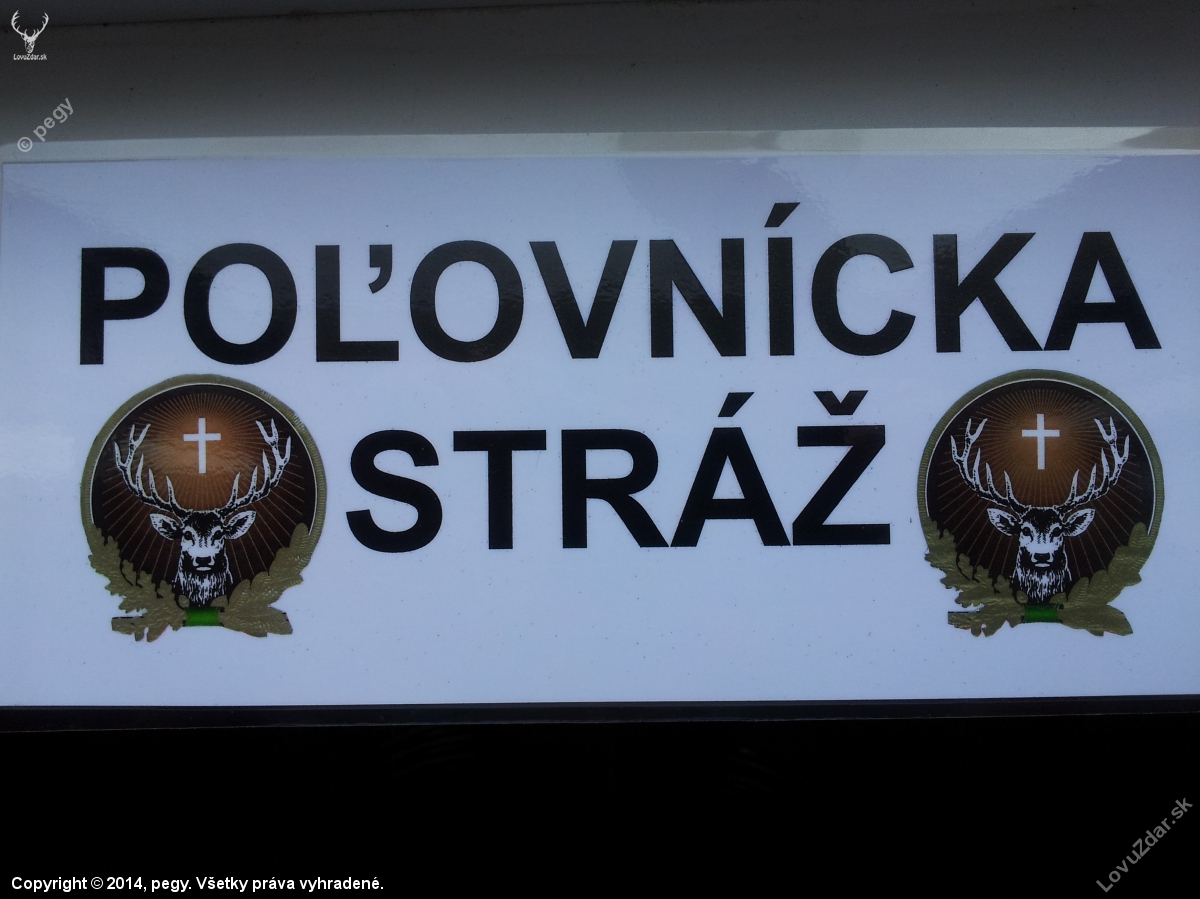 LovuZdar.sk
© pegy
POĽOVNÍCKA
STRÁŽ
LovuZdar.sk
Copyright © 2014, pegy. Všetky práva vyhradené.